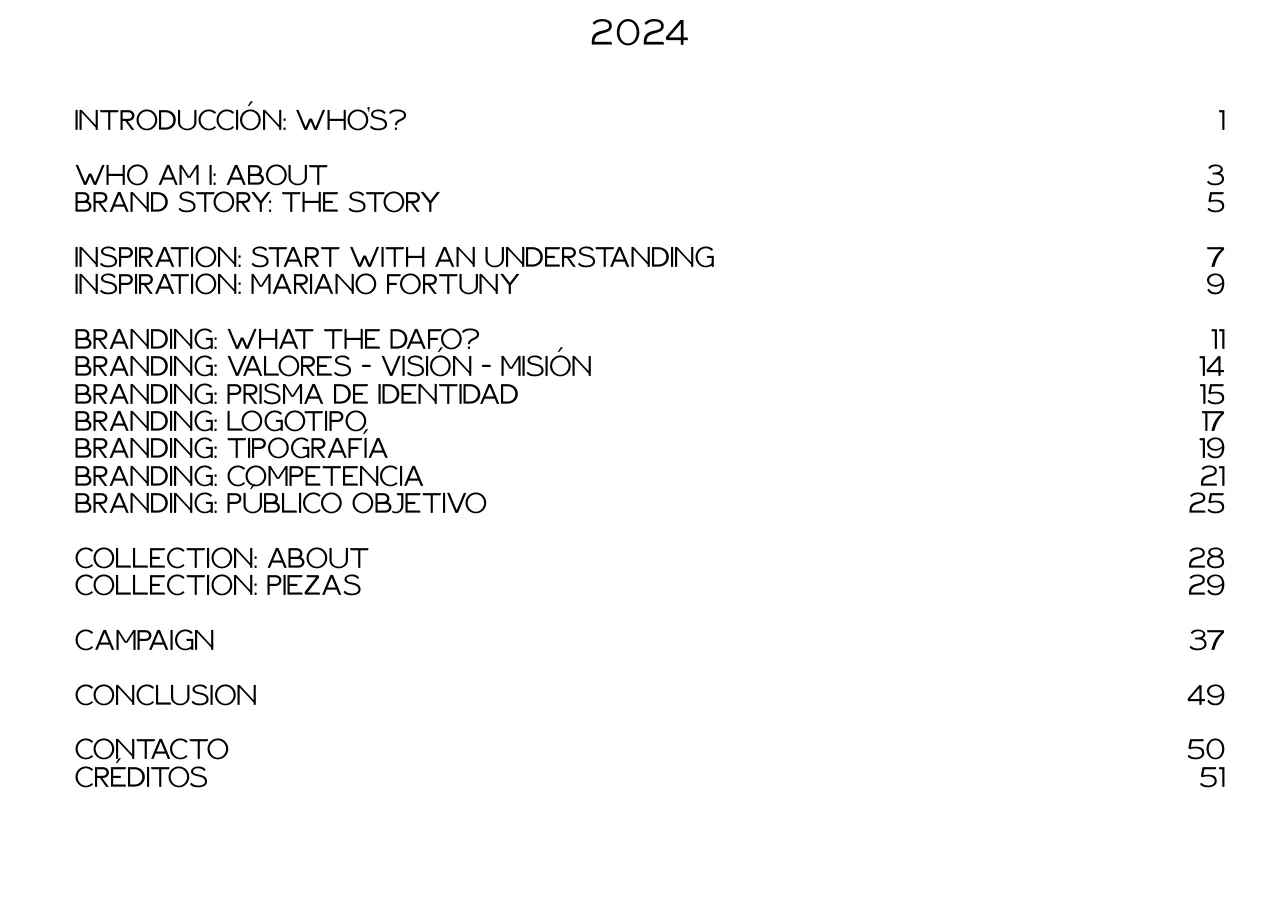 2024
INTRODUCCIÓN: WHO'S? 1
WHO AM I: ABOUT 3
BRAND STORY: THE STORY 5
INSPIRATION: START WITH AN UNDERSTANDING 7
INSPIRATION: MARIANO FORTUNY 9
BRANDING: WHAT THE DAFO? 11
BRANDING: VALORES - VISIÓN - MISIÓN 14
BRANDING: PRISMA DE IDENTIDAD 15
BRANDING: LOGOTIPO 17
BRANDING: TIPOGRAFÍA 19
BRANDING: COMPETENCIA 21
BRANDING: PÚBLICO OBJETIVO 25
COLLECTION: ABOUT 28
COLLECTION: PIEZAS 29
CAMPAIGN 37
CONCLUSION 49
CONTACTO 50
CRÉDITOS 51